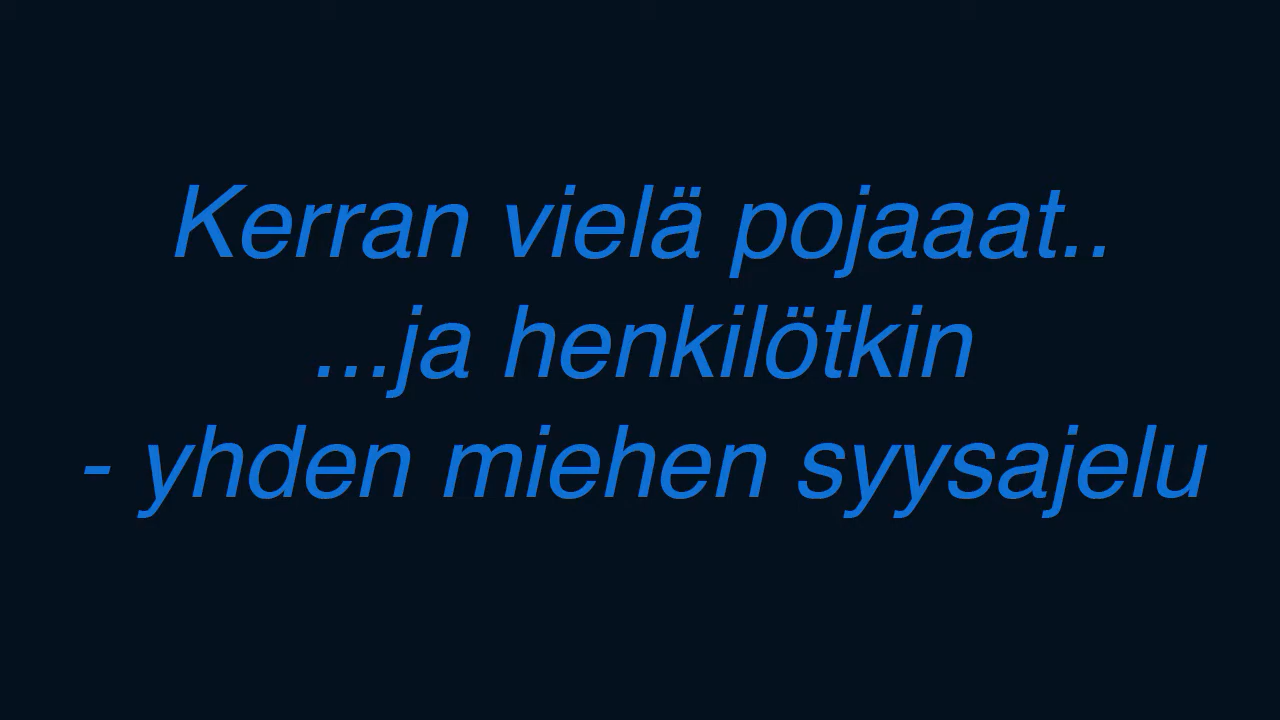 Kerran vielä pojaaat..
...ja henkilötkin
- yhden miehen syysajelu